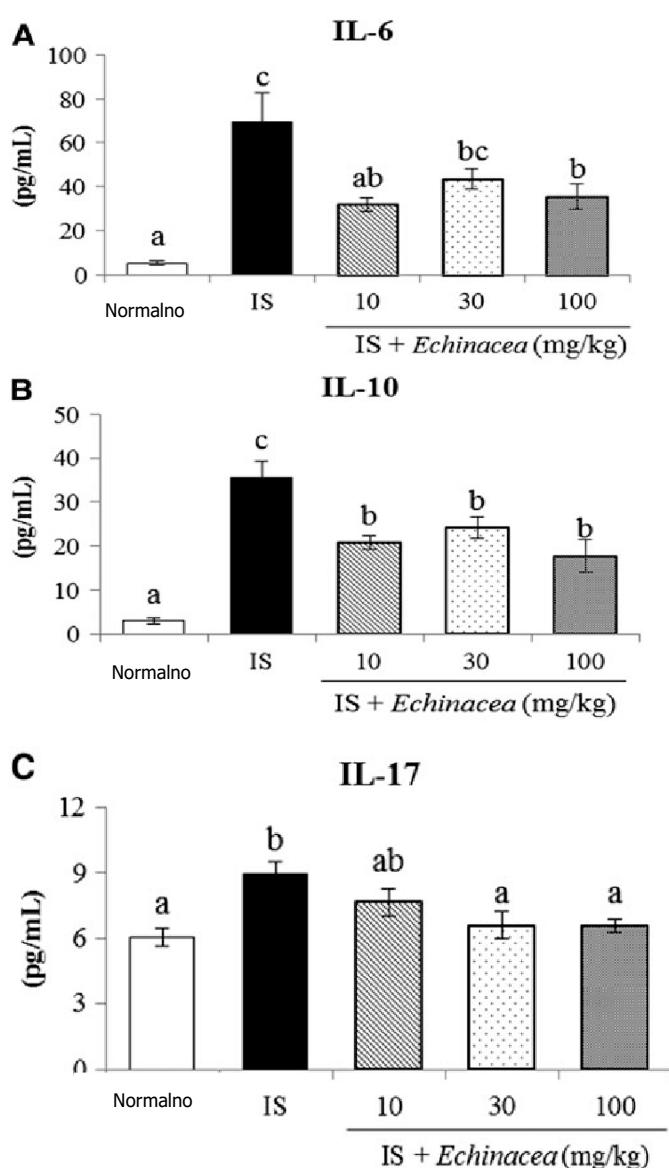 A
IL-6
(pg/mL)
100
80
60
40
20
0
a
c
ab
bc
b
Normalno
IS
10
30
100
IS + Echinacea (mg/kg)
B
IL-10
(pg/mL)
50
40
30
20
10
0
a
c
b
b
b
Normalno
IS
10
30
100
IS + Echinacea (mg/kg)
C
IL-17
(pg/mL)
12
9
6
3
0
a
b
ab
a
a
Normalno
IS
10
30
100
IS + Echinacea (mg/kg)